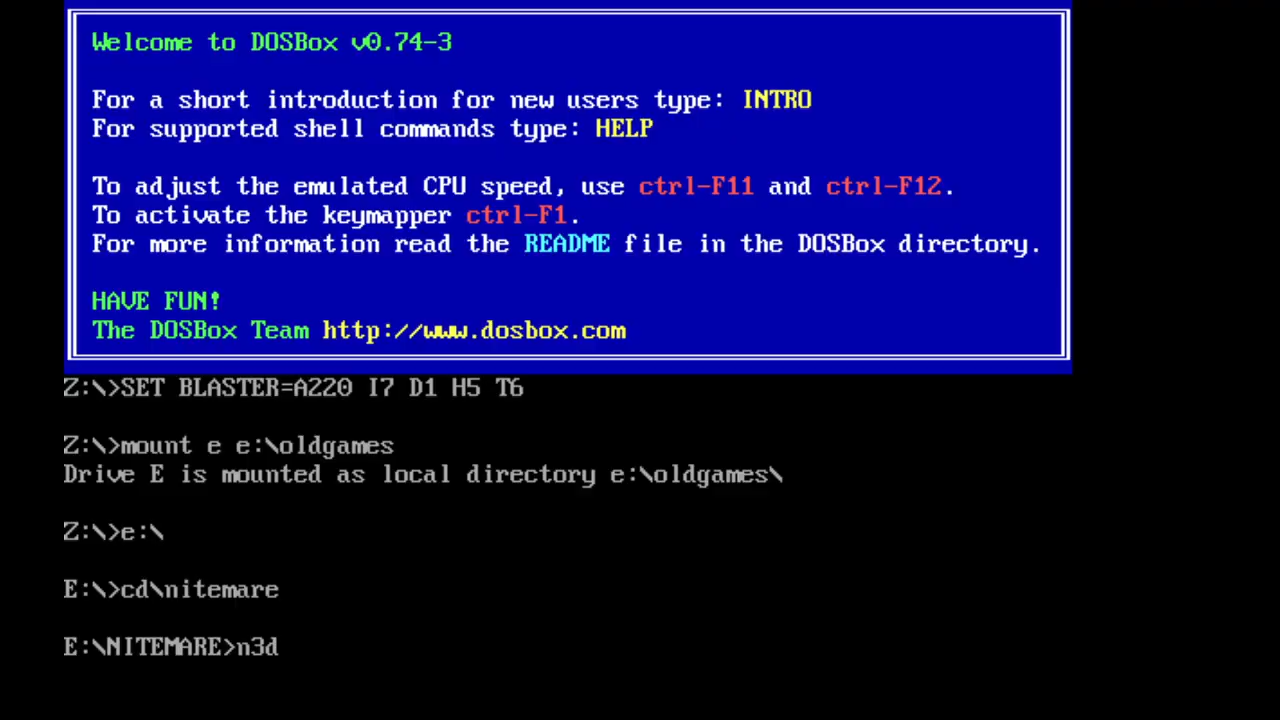 Welcome to DOSBox v0.74-3
For a short introduction for new users type: INTRO
For supported shell commands type: HELP
To adjust the emulated CPU speed, use ctrl-F11 and ctrl-F12.
To activate the keymapper ctrl-F1.
For more information read the README file in the DOSBox directory.
HAVE FUN!
The DOSBox Team http://www.dosbox.com
Z:\>SET BLASTER=A220 I7 D1 H5 T6
Z:\>mount e e:\oldgames
Drive E is mounted as local directory e:\oldgames\
Z:\>e:\
E:\>cd\nitemare
E:\NITEMARE>n3d